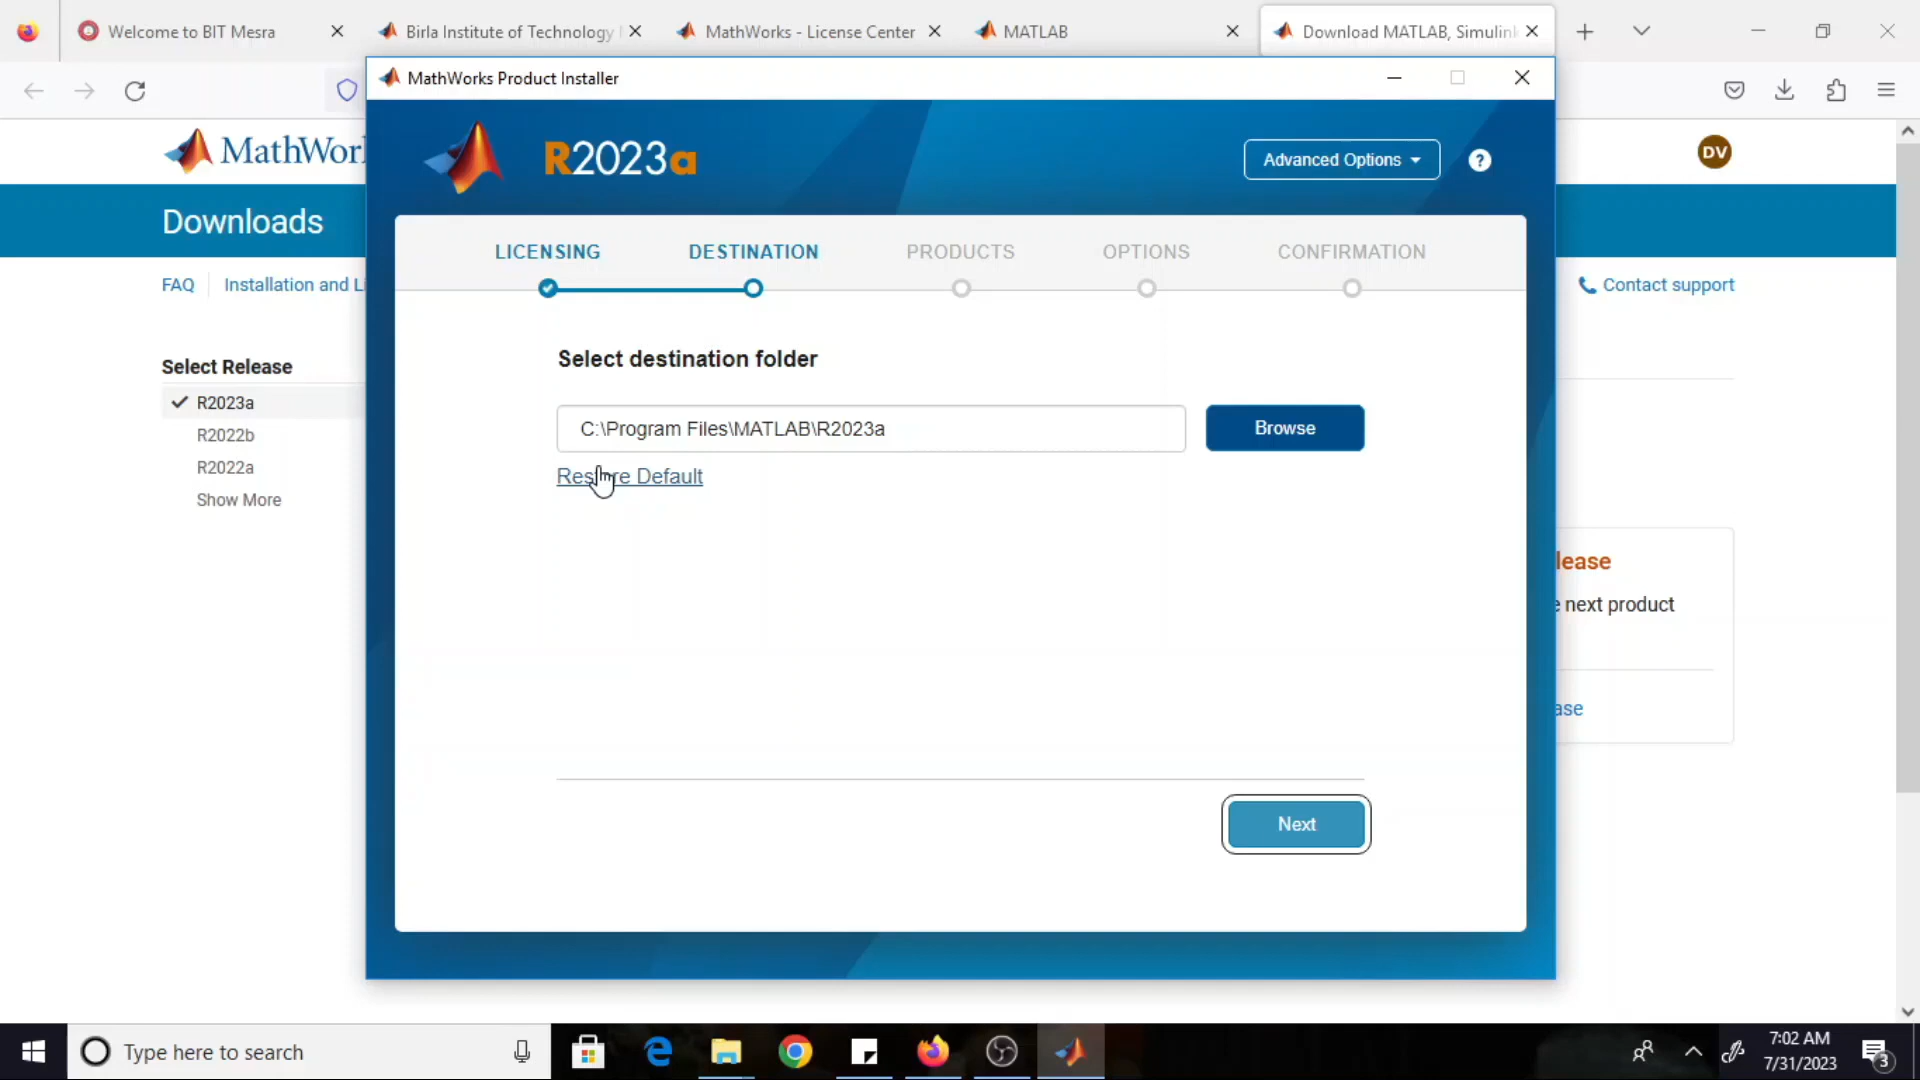 Welcome to BIT Mesra
Birla Institute of Technology
MathWorks - License Center
MATLAB
Download MATLAB, Simulink
MathWorks Product Installer
MathWor
DV
R2023a
Advanced Options
?
Downloads
LICENSING
DESTINATION
PRODUCTS
OPTIONS
CONFIRMATION
FAQ
Installation and Li
Contact support
Select Release
R2023a
R2022b
R2022a
Show More
Select destination folder
C:\Program Files\MATLAB\R2023a
Browse
Restore Default
lease
e next product
ase
Next
Type here to search
7:02 AM
7/31/2023
3